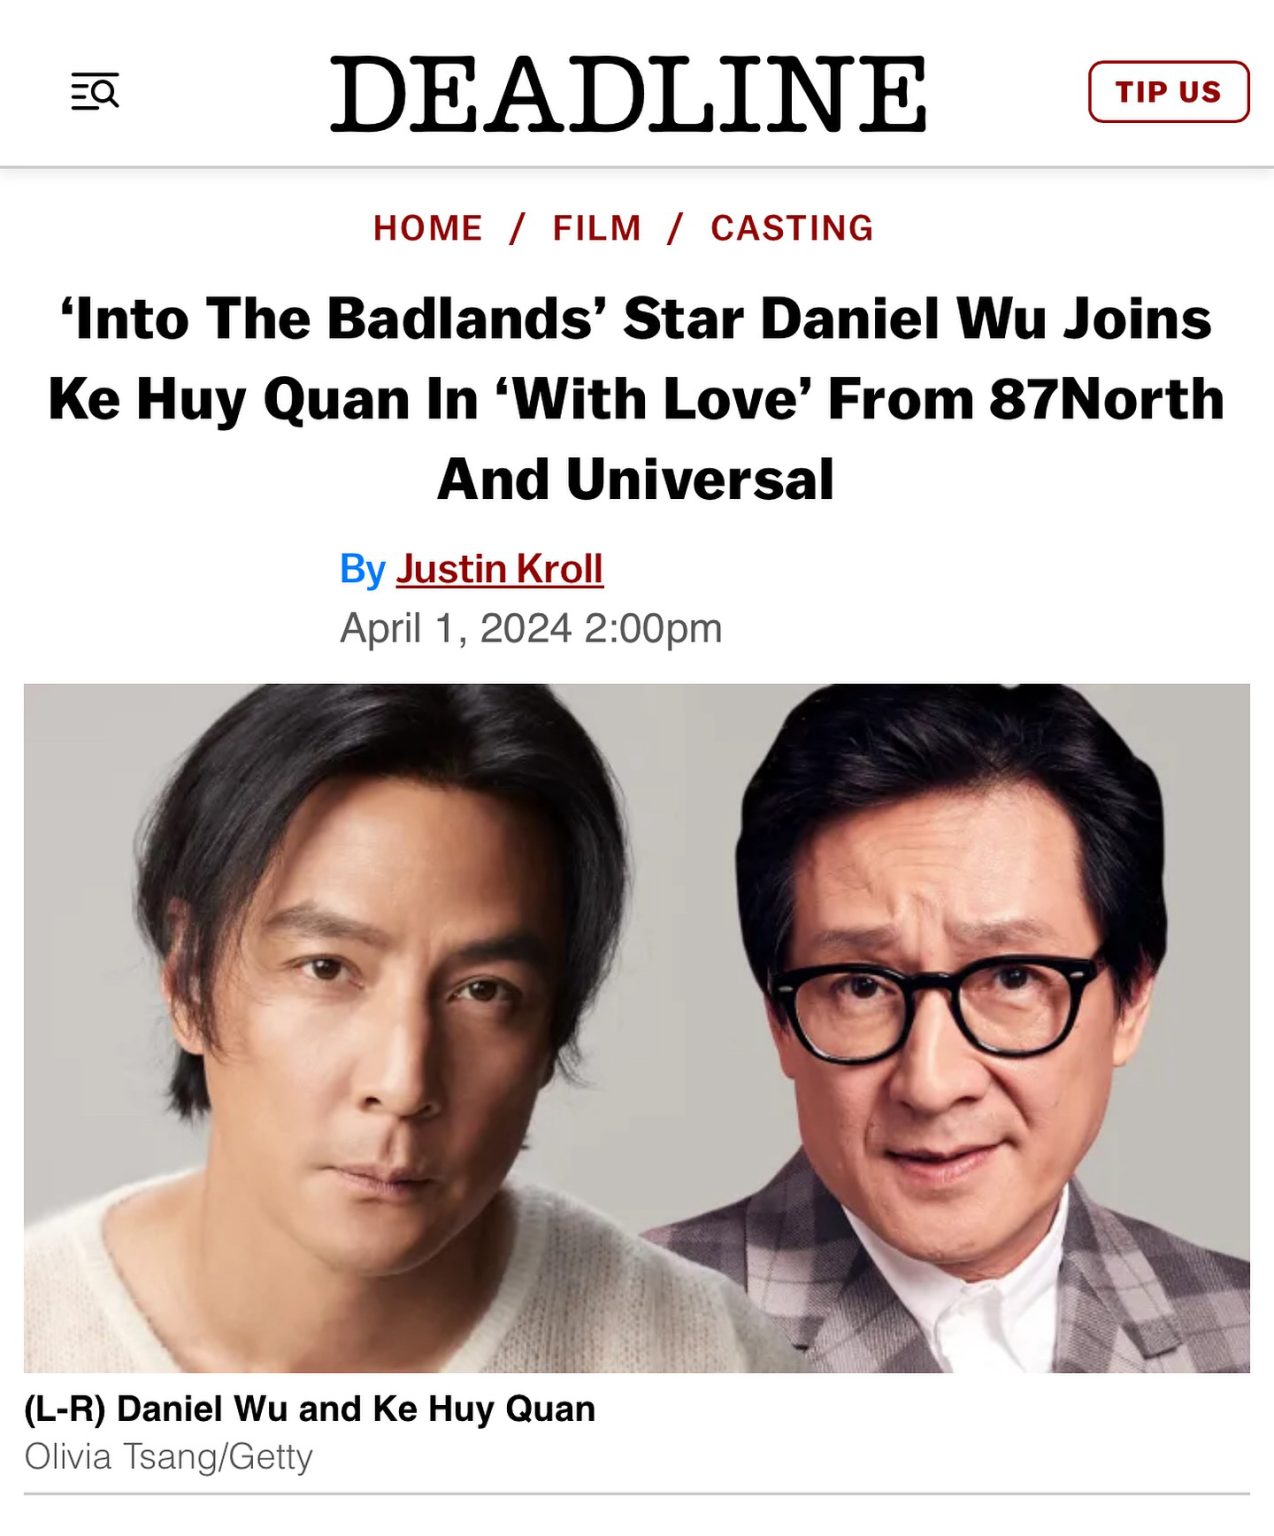 DEADLINE
TIP US
HOME / FILM / CASTING
‘Into The Badlands’ Star Daniel Wu Joins
Ke Huy Quan In ‘With Love’ From 87North
And Universal
By Justin Kroll
April 1, 2024 2:00pm
(L-R) Daniel Wu and Ke Huy Quan
Olivia Tsang/Getty